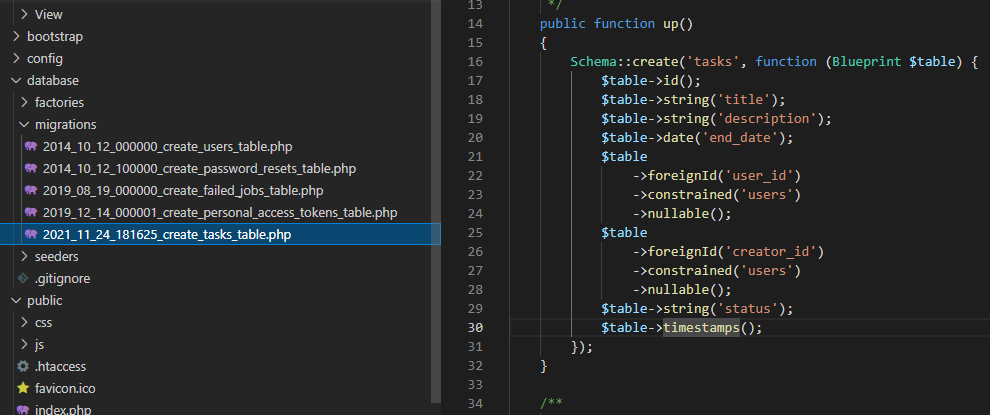 View
bootstrap
config
database
factories
migrations
2014_10_12_000000_create_users_table.php
2014_10_12_100000_create_password_resets_table.php
2019_08_19_000000_create_failed_jobs_table.php
2019_12_14_000001_create_personal_access_tokens_table.php
2021_11_24_181625_create_tasks_table.php
seeders
.gitignore
public
css
js
.htaccess
favicon.ico
index.php
13 */
14 public function up()
15 {
16 Schema::create('tasks', function (Blueprint $table) {
17 $table->id();
18 $table->string('title');
19 $table->string('description');
20 $table->date('end_date');
21 $table
22 ->foreignId('user_id')
23 ->constrained('users')
24 ->nullable();
25 $table
26 ->foreignId('creator_id')
27 ->constrained('users')
28 ->nullable();
29 $table->string('status');
30 $table->timestamps();
31 });
32 }
33
34 /**